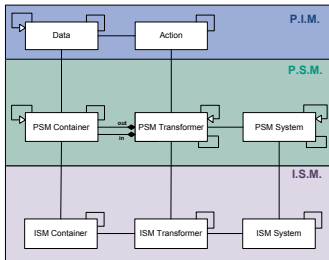 P.I.M.
Data
Action
P.S.M.
out
PSM Container
PSM Transformer
PSM System
in
I.S.M.
ISM Container
ISM Transformer
ISM System